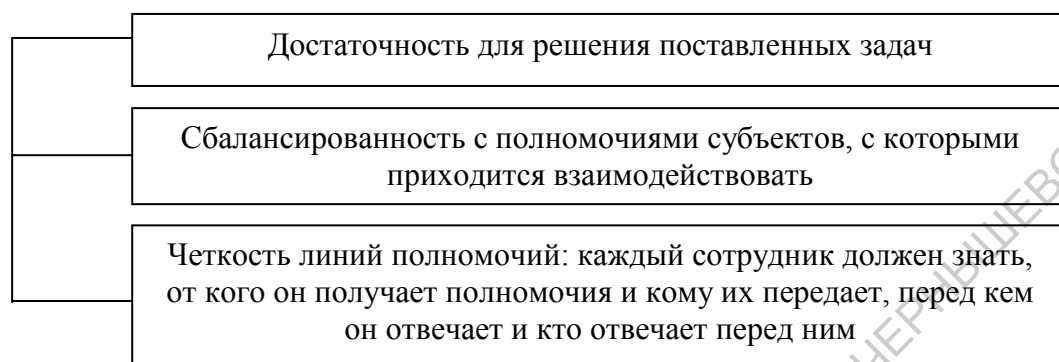 Достаточность для решения поставленных задач
Сбалансированность с полномочиями субъектов, с которыми
приходится взаимодействовать
Четкость линий полномочий: каждый сотрудник должен знать,
от кого он получает полномочия и кому их передает, перед кем
он отвечает и кто отвечает перед ним